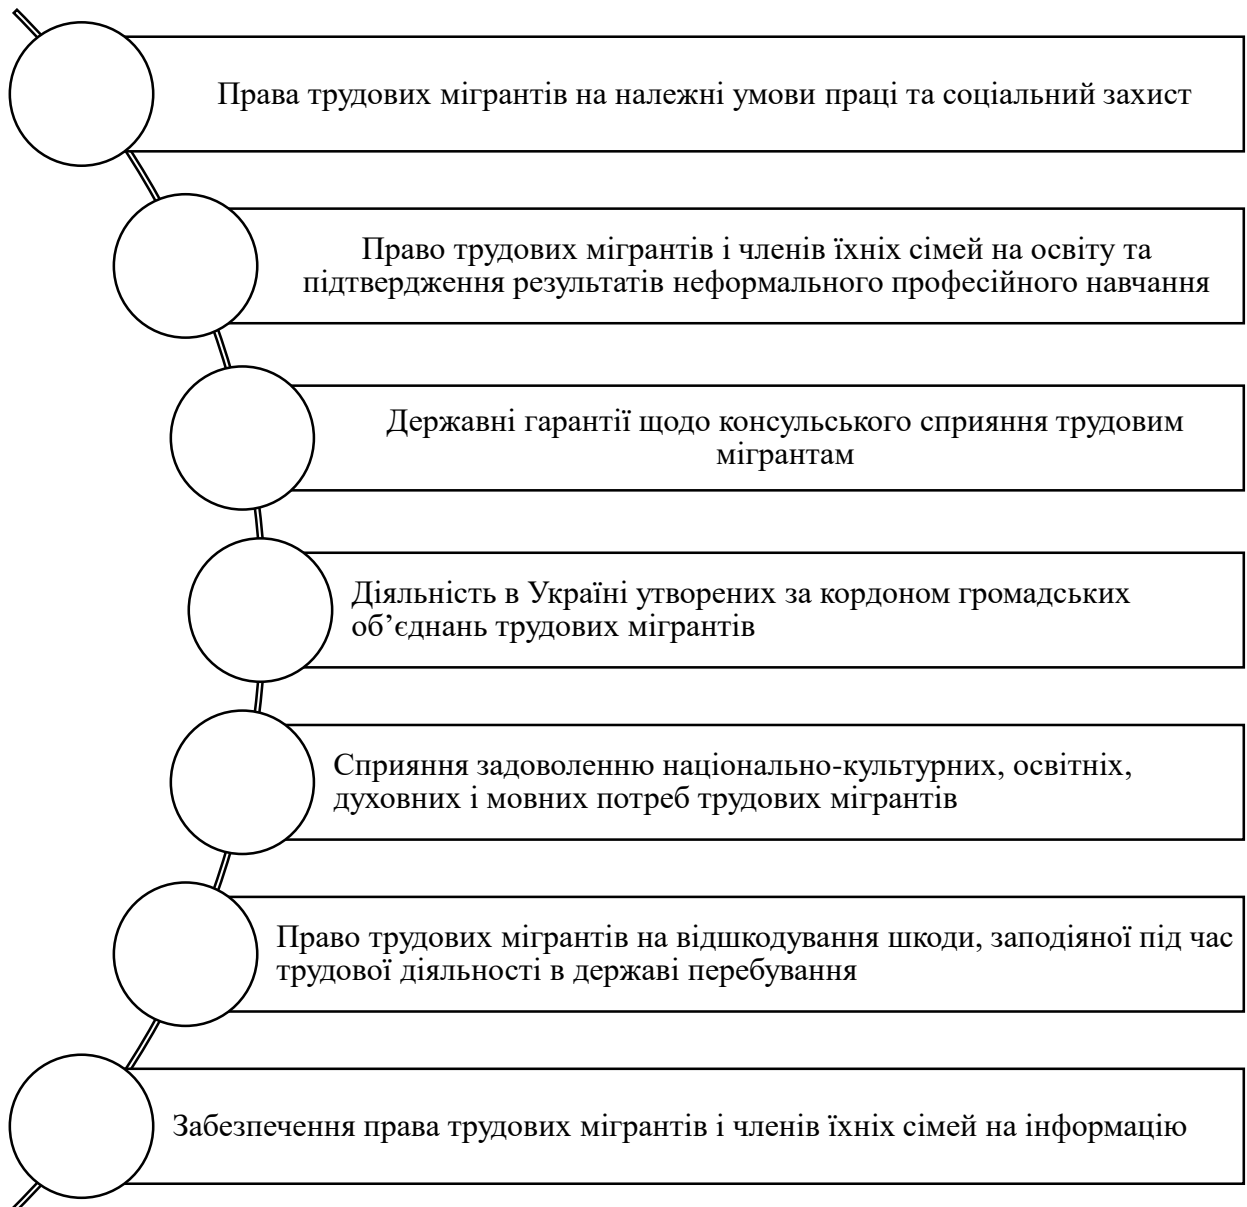 Права трудових мігрантів на належні умови праці та соціальний захист
Право трудових мігрантів і членів їхніх сімей на освіту та
підтвердження результатів неформального професійного навчання
Державні гарантії щодо консульського сприяння трудовим
мігрантам
Діяльність в Україні утворених за кордоном громадських
об’єднань трудових мігрантів
Сприяння задоволенню національно-культурних, освітніх,
духовних і мовних потреб трудових мігрантів
Право трудових мігрантів на відшкодування шкоди, заподіяної під час
трудової діяльності в державі перебування
Забезпечення права трудових мігрантів і членів їхніх сімей на інформацію